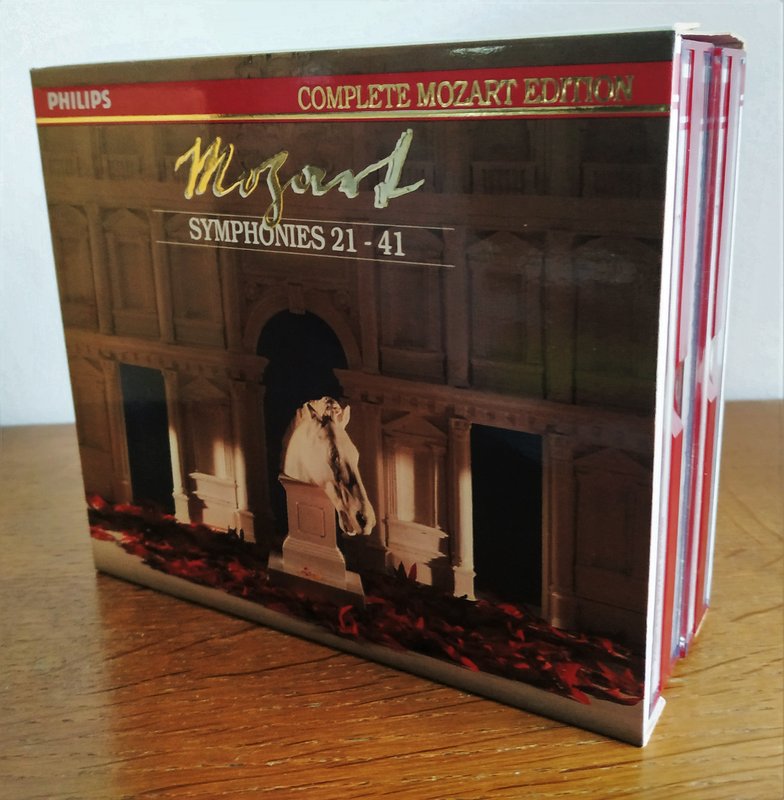 PHILIPS
COMPLETE MOZART EDITION
Mozart
SYMPHONIES 21 - 41